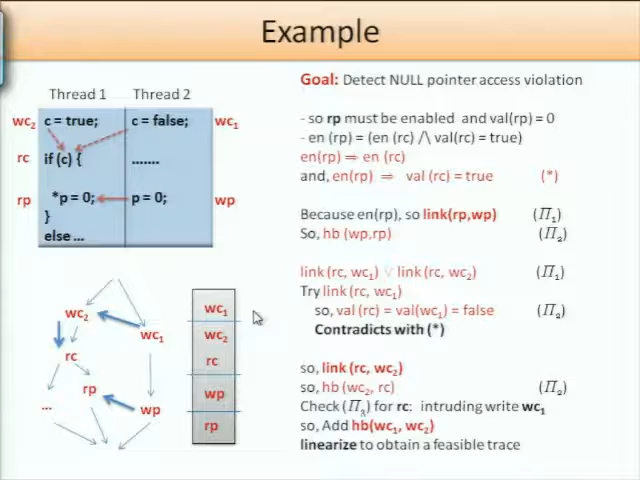 Example
Thread 1 Thread 2
wc₂ c = true; c = false; wc₁
rc if (c) { .......
rp *p = 0; p = 0; wp
}
else ...
wc₂
wc₁
rc
rp
... wp
wc₁
wc₂
rc
wp
rp
Goal: Detect NULL pointer access violation
- so rp must be enabled and val(rp) = 0
- en (rp) = (en (rc) /\ val(rc) = true)
en(rp) ⇒ en (rc)
and, en(rp) ⇒ val (rc) = true (*)
Because en(rp), so link(rp,wp) (Π₁)
So, hb (wp,rp) (Π₂)
link (rc, wc₁) ∨ link (rc, wc₂) (Π₁)
Try link (rc, wc₁)
so, val (rc) = val(wc₁) = false (Π₂)
Contradicts with (*)
so, link (rc, wc₂)
so, hb (wc₂, rc) (Π₂)
Check (Π₃) for rc: intruding write wc₁
so, Add hb(wc₁, wc₂)
linearize to obtain a feasible trace